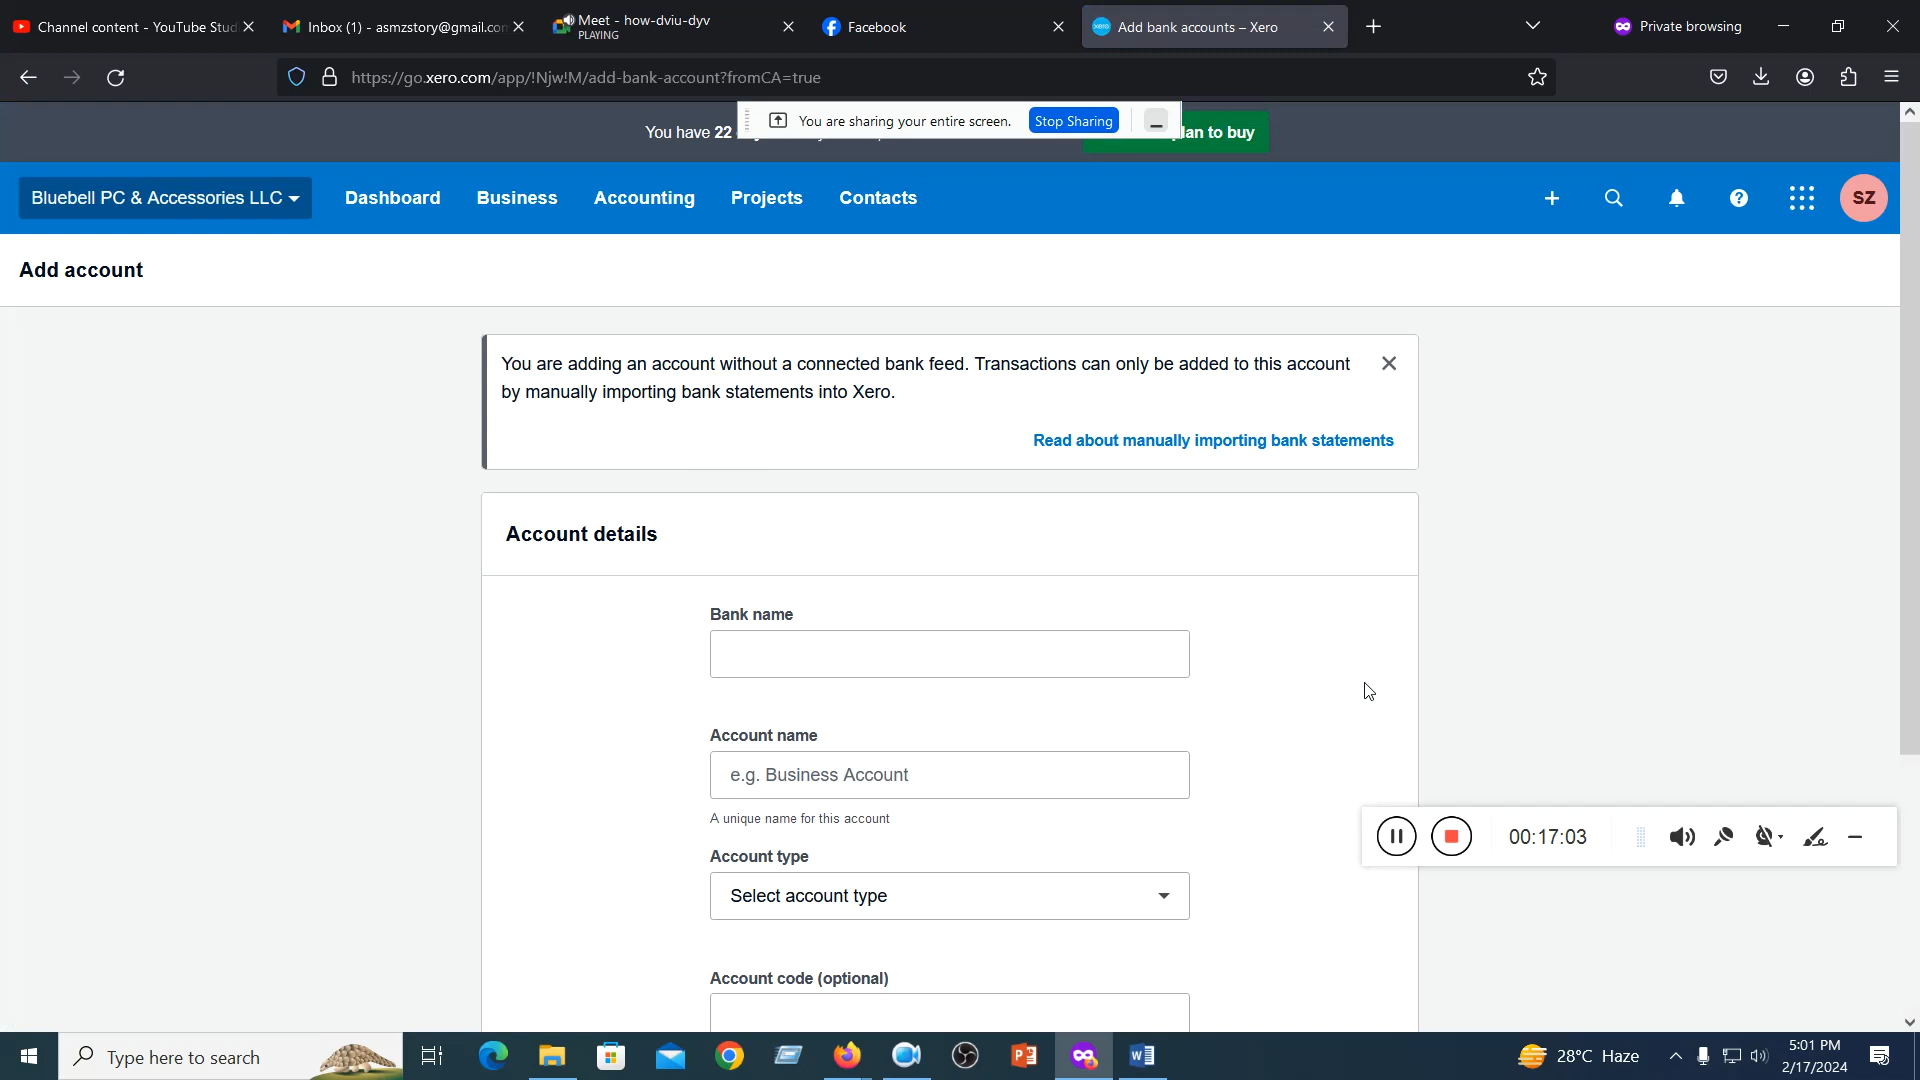 Channel content - YouTube Stud
Inbox (1) - asmzstory@gmail.com
Meet - how-dviu-dyv
PLAYING
Facebook
Add bank accounts – Xero
Private browsing
https://go.xero.com/app/!Njw!M/add-bank-account?fromCA=true
You have 22
You are sharing your entire screen.
Stop Sharing
plan to buy
Bluebell PC & Accessories LLC
Dashboard
Business
Accounting
Projects
Contacts
SZ
Add account
You are adding an account without a connected bank feed. Transactions can only be added to this account
by manually importing bank statements into Xero.
Read about manually importing bank statements
Account details
Bank name
Account name
e.g. Business Account
A unique name for this account
Account type
Select account type
00:17:03
Account code (optional)
Type here to search
28°C Haze
5:01 PM
2/17/2024